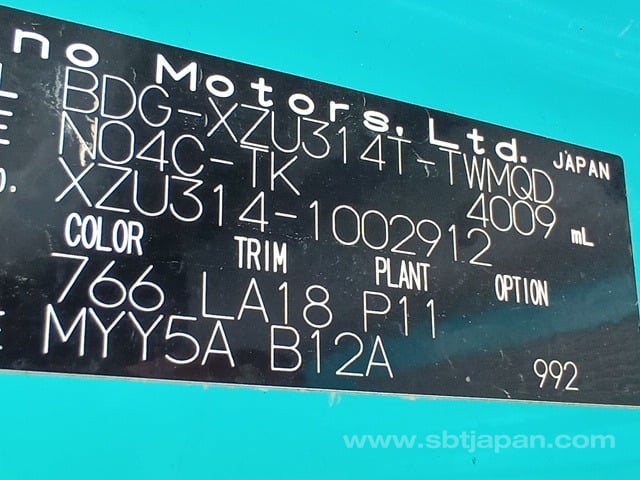 no Motors, Ltd. JAPAN
L BDG-XZU314T-TWMQD
E N04C-TK 4009 mL
O. XZU314-1002912
COLOR TRIM PLANT OPTION
766 LA18 P11
E MYY5A B12A 992
www.sbtjapan.com